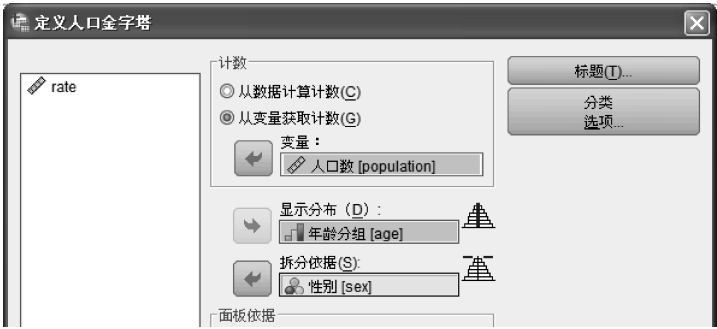 定义人口金字塔
rate
计数
从数据计算计数(C)
从变量获取计数(G)
变量：
人口数 [population]
显示分布（D）:
年龄分组 [age]
拆分依据(S):
性别 [sex]
面板依据
标题(T)...
分类
选项...